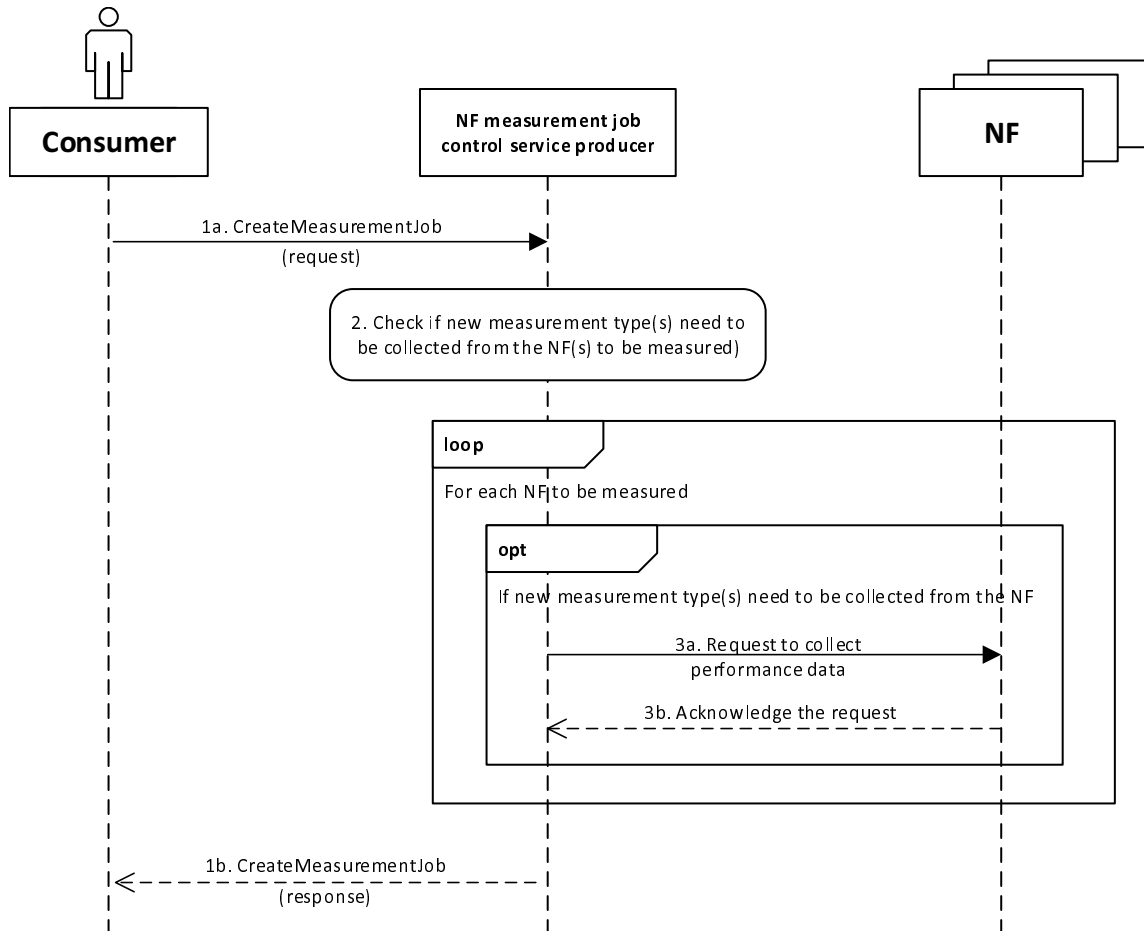 Consumer
NF measurement job
control service producer
NF
1a. CreateMeasurementJob
(request)
2. Check if new measurement type(s) need to
be collected from the NF(s) to be measured)
loop
For each NF to be measured
opt
If new measurement type(s) need to be collected from the NF
3a. Request to collect
performance data
3b. Acknowledge the request
1b. CreateMeasurementJob
(response)